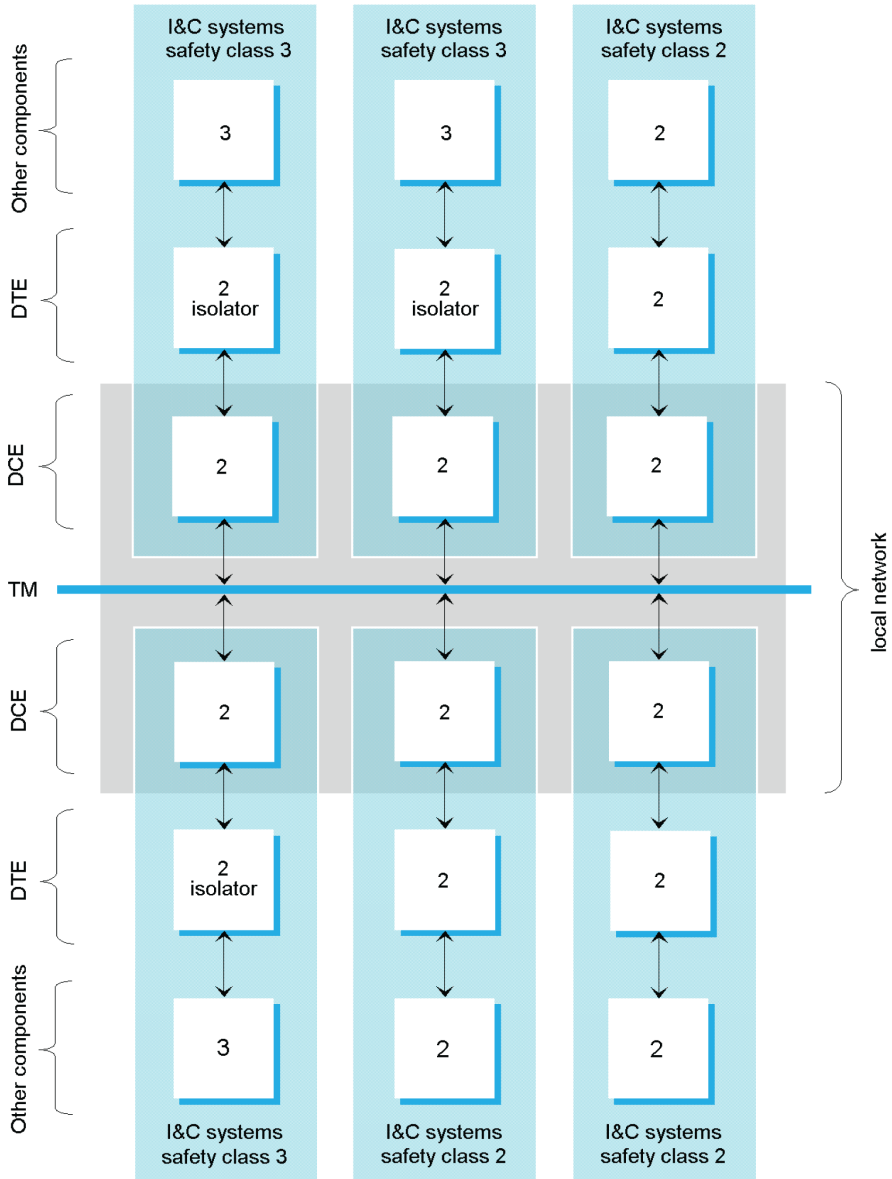 I&C systems
safety class 3
I&C systems
safety class 3
I&C systems
safety class 2
Other components
3
3
2
DTE
2
isolator
2
isolator
2
DCE
2
2
2
TM
local network
DCE
2
2
2
DTE
2
isolator
2
2
Other components
3
2
2
I&C systems
safety class 3
I&C systems
safety class 2
I&C systems
safety class 2